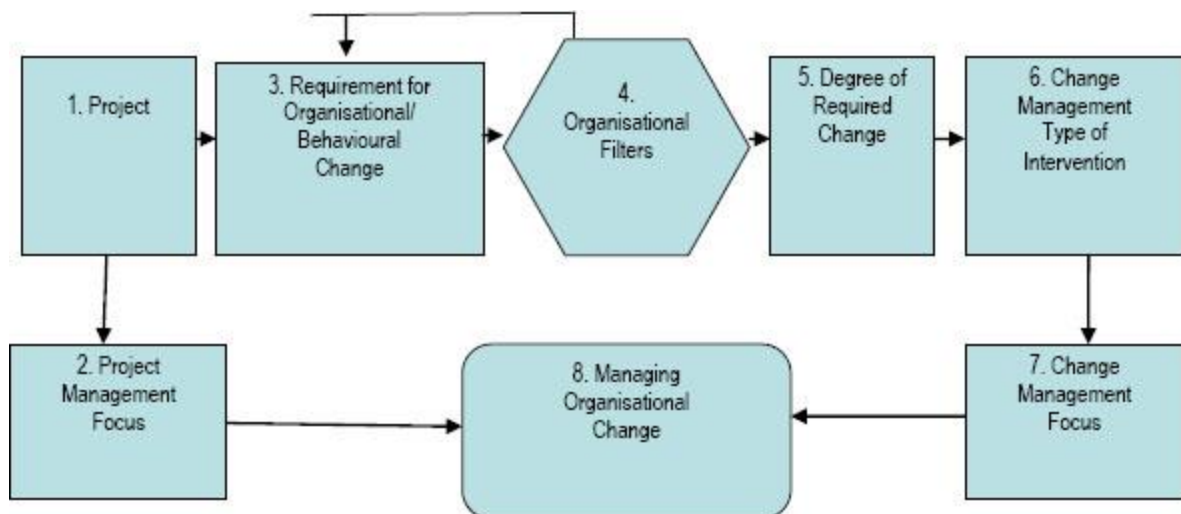 1. Project
3. Requirement for
Organisational/
Behavioural
Change
4.
Organisational
Filters
5. Degree of
Required
Change
6. Change
Management
Type of
Intervention
2. Project
Management
Focus
8. Managing
Organisational
Change
7. Change
Management
Focus